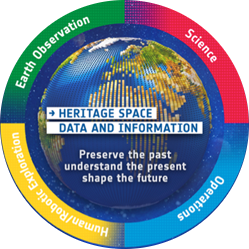 Earth Observation
Science
→ HERITAGE SPACE
DATA AND INFORMATION
Preserve the past
understand the present
shape the future
Human/Robotic Exploration
Operations